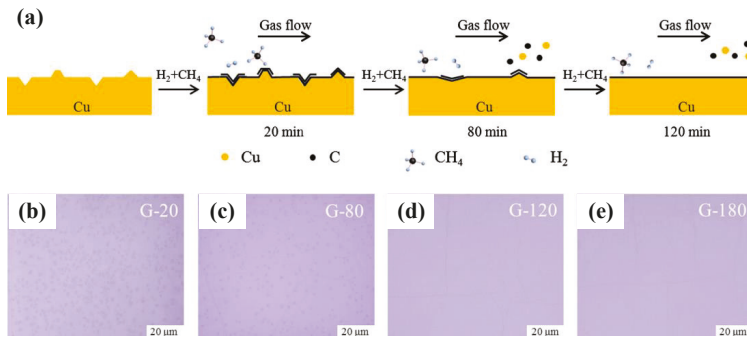 (a)
Gas flow
Gas flow
Gas flow
H₂+CH₄
H₂+CH₄
H₂+CH₄
Cu
Cu
Cu
Cu
20 min
80 min
120 min
Cu
C
CH₄
H₂
(b)
G-20
(c)
G-80
(d)
G-120
(e)
G-180
20 μm
20 μm
20 μm
20 μm